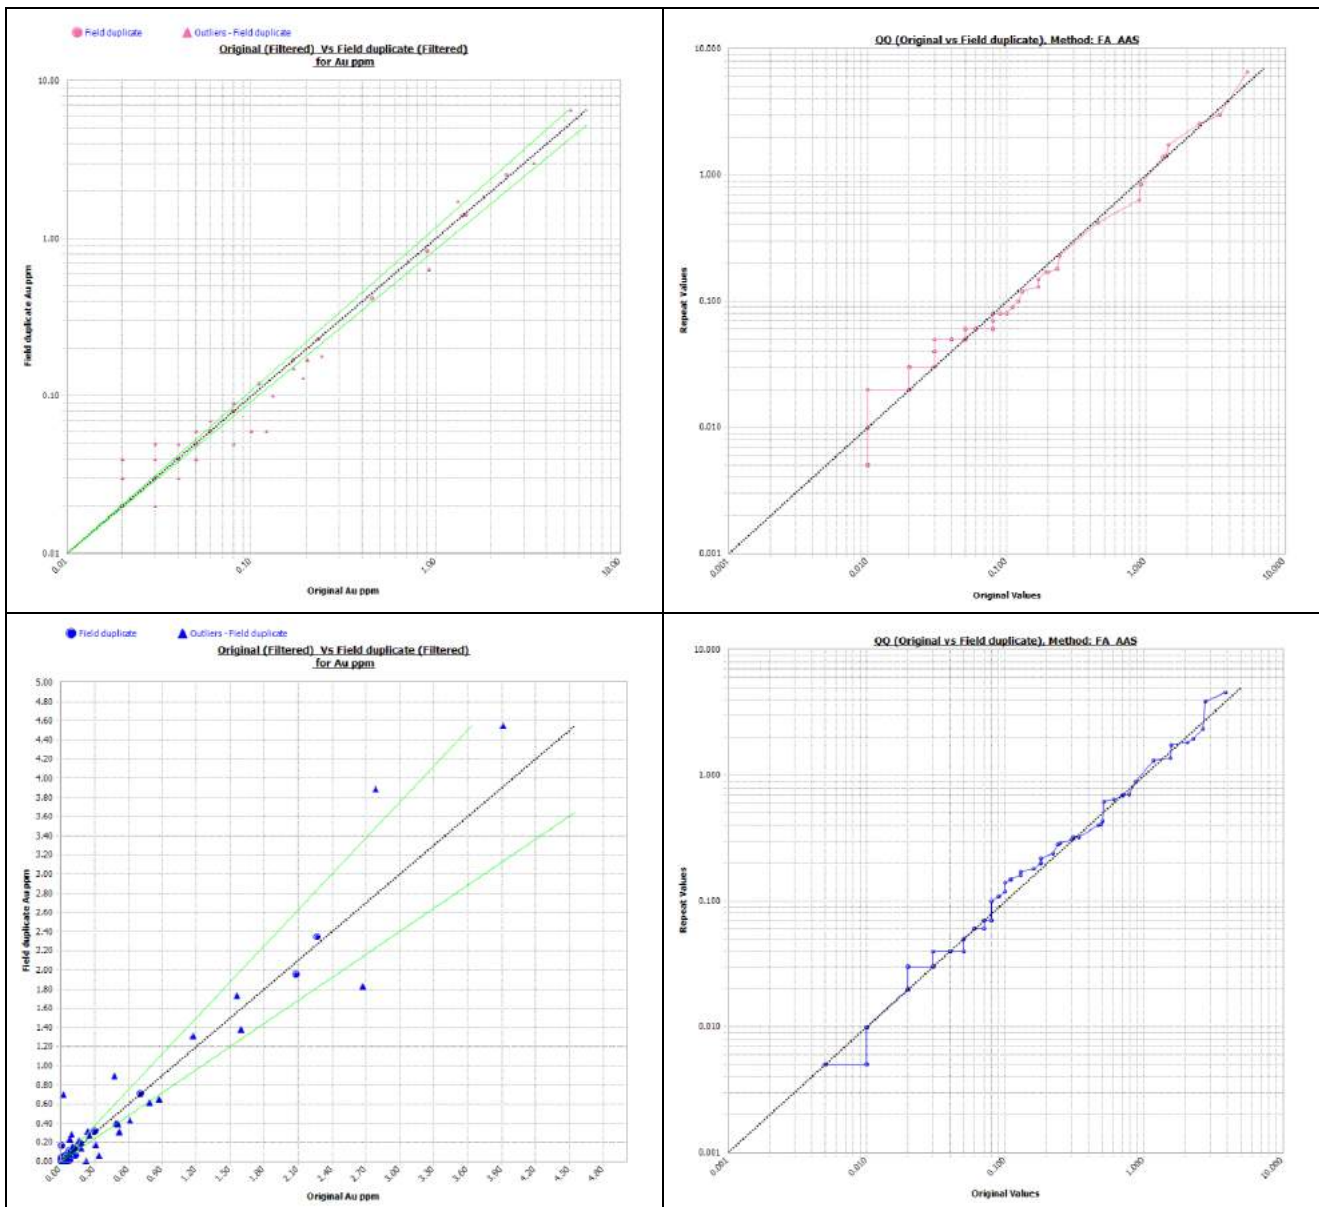 Field duplicate Outliers - Field duplicate
Original (Filtered) Vs Field duplicate (Filtered)
for Au ppm
10.00
1.00
0.10
0.01
Field duplicate Au ppm
0.01 0.10 1.00 10.00
Original Au ppm
QQ (Original vs Field duplicate), Method: FA_AAS
10.000
1.000
0.100
0.010
0.001
Repeat Values
0.001 0.010 0.100 1.000 10.000
Original Values
Field duplicate Outliers - Field duplicate
Original (Filtered) Vs Field duplicate (Filtered)
for Au ppm
5.00
4.80
4.60
4.40
4.20
4.00
3.80
3.60
3.40
3.20
3.00
2.80
2.60
2.40
2.20
2.00
1.80
1.60
1.40
1.20
1.00
0.80
0.60
0.40
0.20
0.00
Field duplicate Au ppm
0.00 0.30 0.60 0.90 1.20 1.50 1.80 2.10 2.40 2.70 3.00 3.30 3.60 3.90 4.20 4.50 4.80
Original Au ppm
QQ (Original vs Field duplicate), Method: FA_AAS
10.000
1.000
0.100
0.010
0.001
Repeat Values
0.001 0.010 0.100 1.000 10.000
Original Values